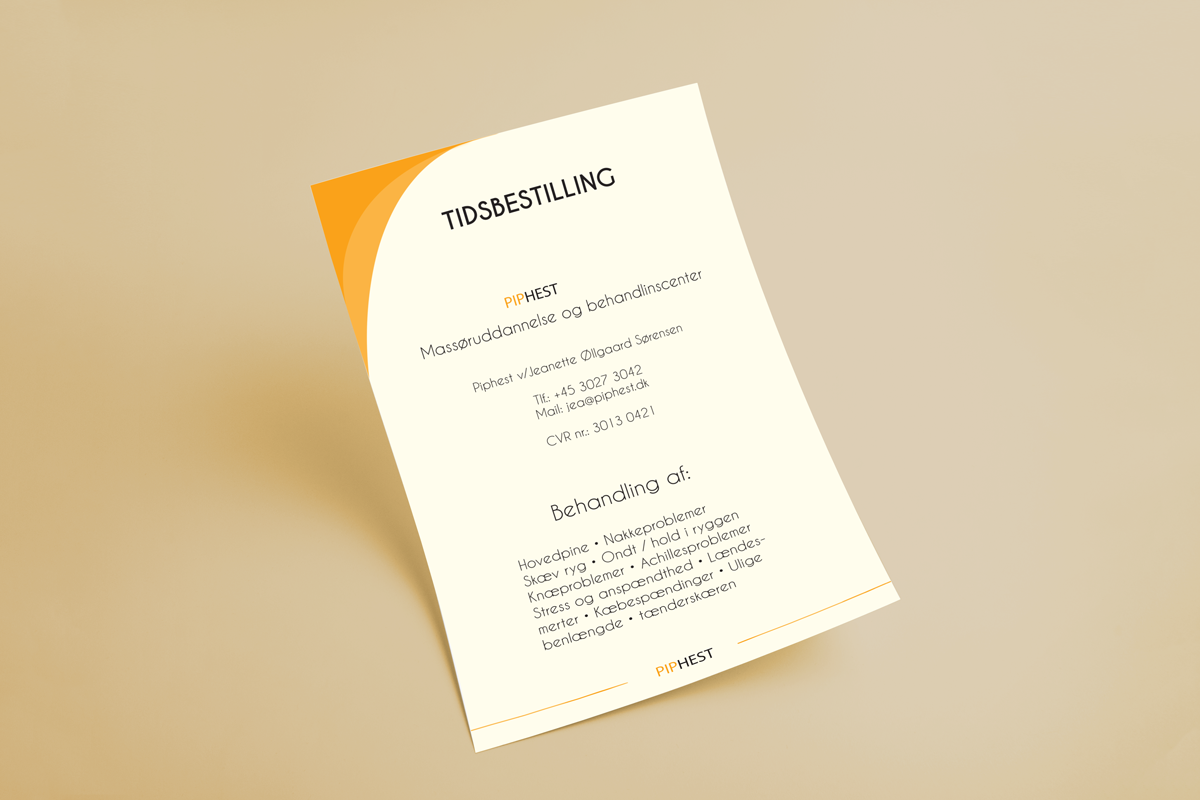 TIDSBESTILLING
PIPHEST
Massøruddannelse og behandlinscenter
Piphest v/Jeanette Øllgaard Sørensen
Tlf.: +45 3027 3042
Mail: jea@piphest.dk
CVR nr.: 3013 0421
Behandling af:
Hovedpine • Nakkeproblemer
Skæv ryg • Ondt / hold i ryggen
Knæproblemer • Achillesproblemer
Stress og anspændthed • Lændes-
merter • Kæbespændinger • Ulige
benlængde • tænderskæren
PIPHEST